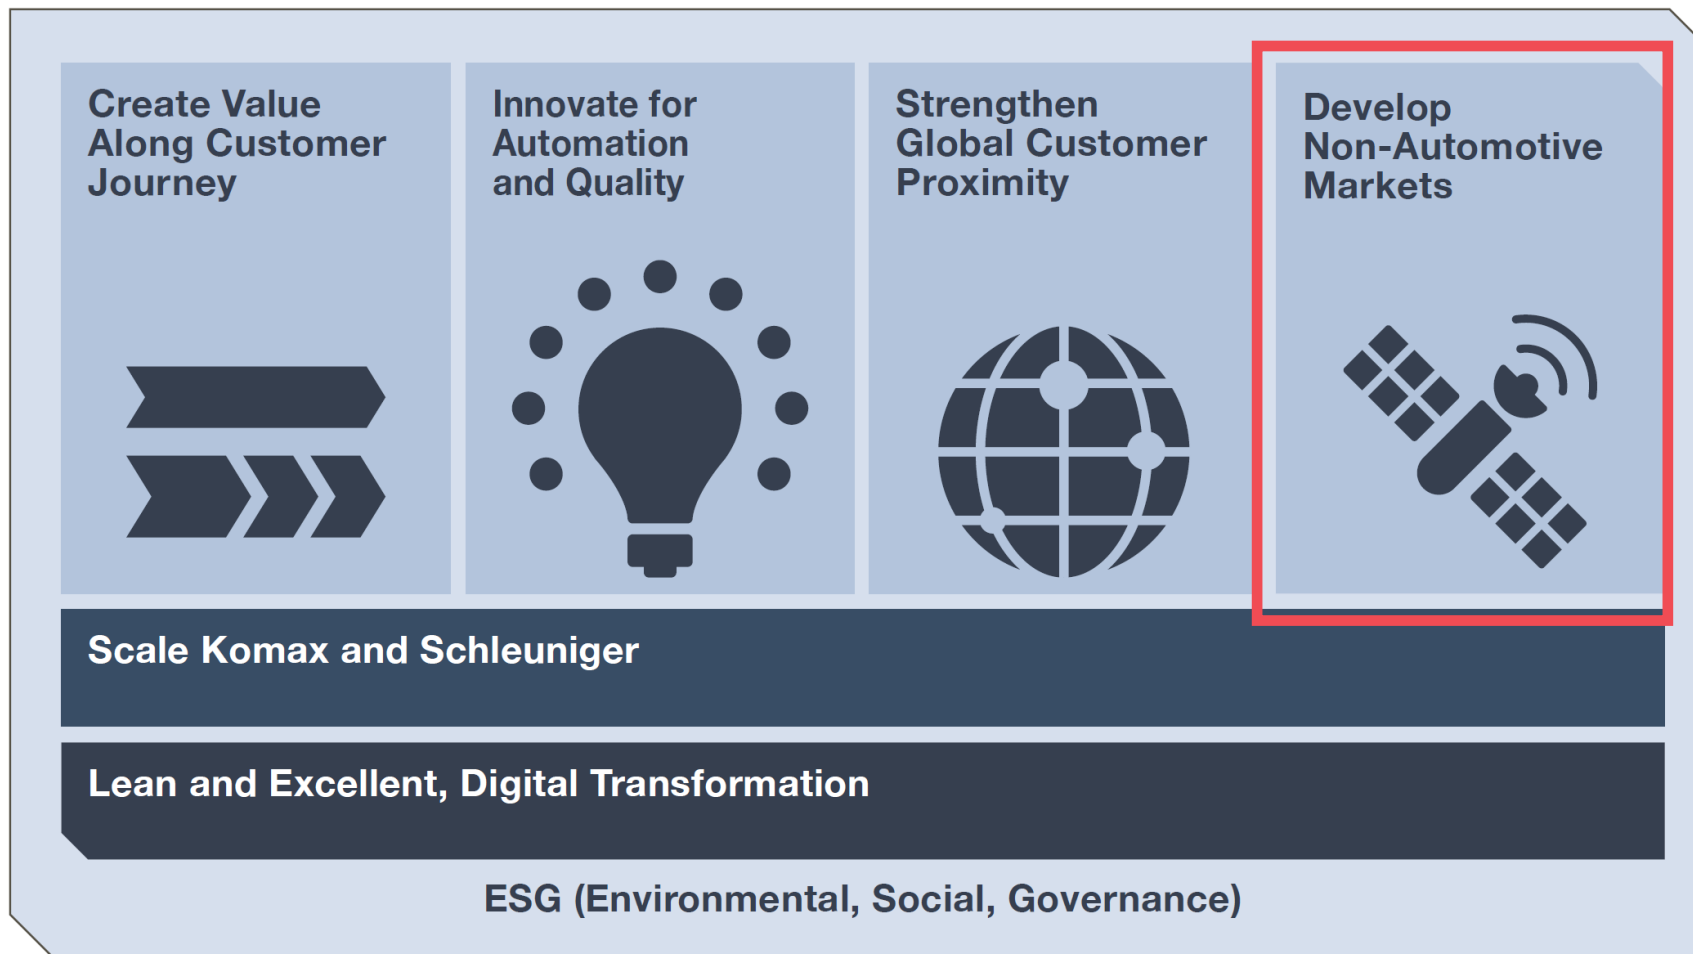 Create Value
Along Customer
Journey
Innovate for
Automation
and Quality
Strengthen
Global Customer
Proximity
Develop
Non-Automotive
Markets
Scale Komax and Schleuniger
Lean and Excellent, Digital Transformation
ESG (Environmental, Social, Governance)